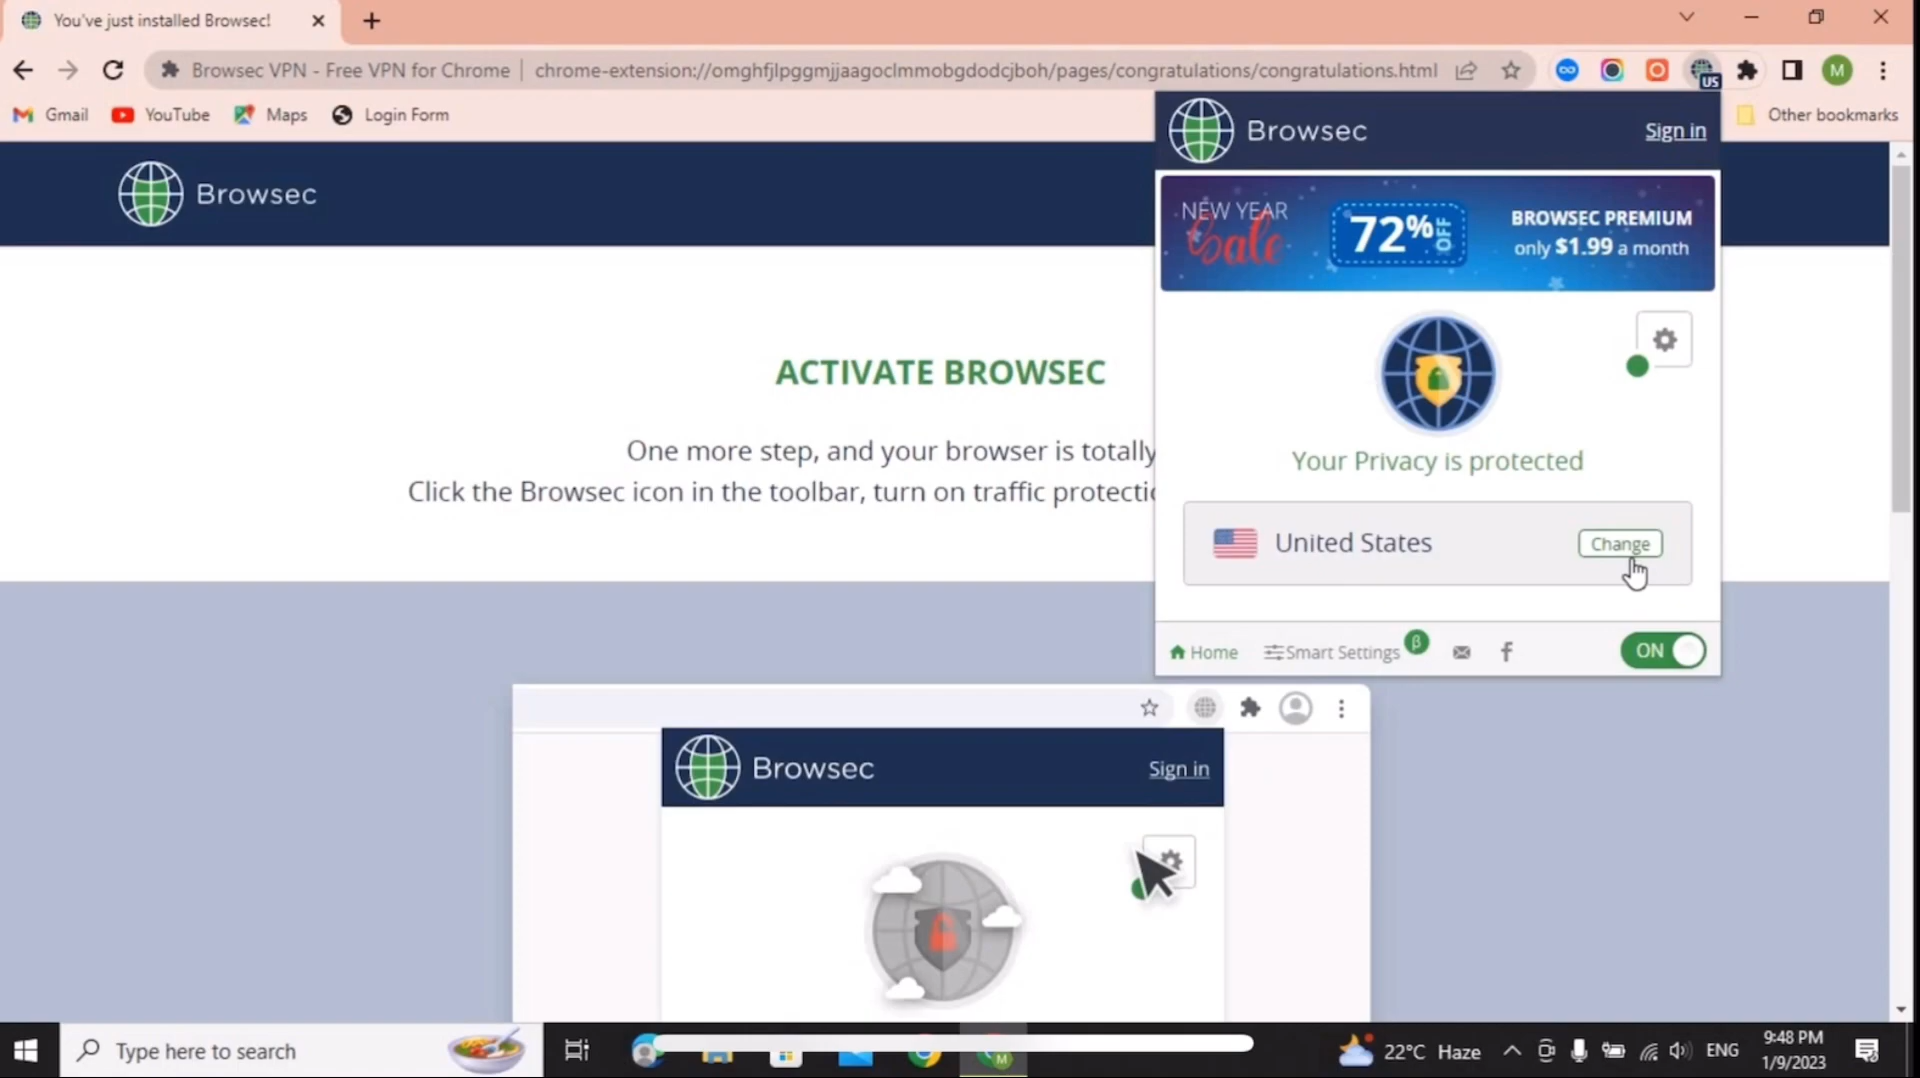 You've just installed Browsec!
Browsec VPN - Free VPN for Chrome
chrome-extension://omghfjlpggmjjaagoclmmobgdodcjboh/pages/congratulations/congratulations.html
US
M
Gmail
YouTube
Maps
Login Form
Other bookmarks
Browsec
Browsec
Sign in
NEW YEAR
Sale
72% OFF
BROWSEC PREMIUM
only $1.99 a month
ACTIVATE BROWSEC
One more step, and your browser is totally
Click the Browsec icon in the toolbar, turn on traffic protectio
Your Privacy is protected
United States
Change
Home
Smart Settings
β
ON
Browsec
Sign in
Type here to search
M
22°C Haze
ENG
9:48 PM
1/9/2023